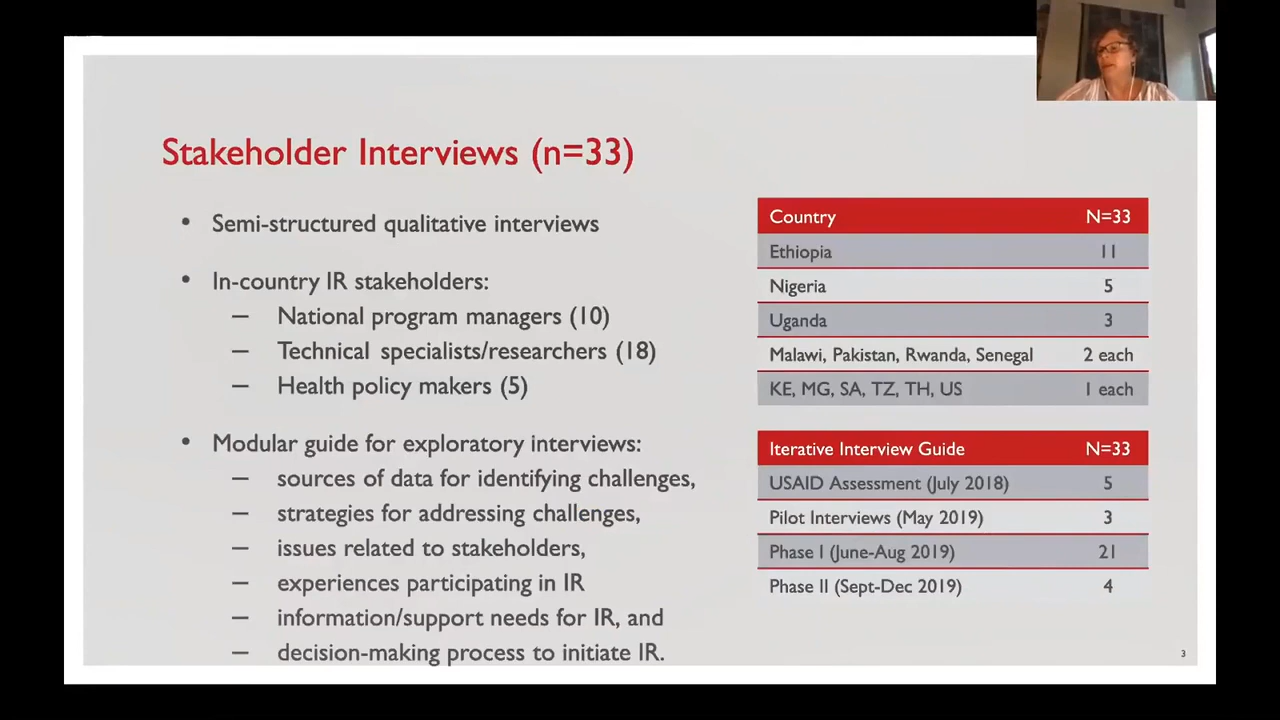 Stakeholder Interviews (n=33)
• Semi-structured qualitative interviews
• In-country IR stakeholders:
– National program managers (10)
– Technical specialists/researchers (18)
– Health policy makers (5)
• Modular guide for exploratory interviews:
– sources of data for identifying challenges,
– strategies for addressing challenges,
– issues related to stakeholders,
– experiences participating in IR
– information/support needs for IR, and
– decision-making process to initiate IR.
Country N=33
Ethiopia 11
Nigeria 5
Uganda 3
Malawi, Pakistan, Rwanda, Senegal 2 each
KE, MG, SA, TZ, TH, US 1 each
Iterative Interview Guide N=33
USAID Assessment (July 2018) 5
Pilot Interviews (May 2019) 3
Phase I (June-Aug 2019) 21
Phase II (Sept-Dec 2019) 4
3